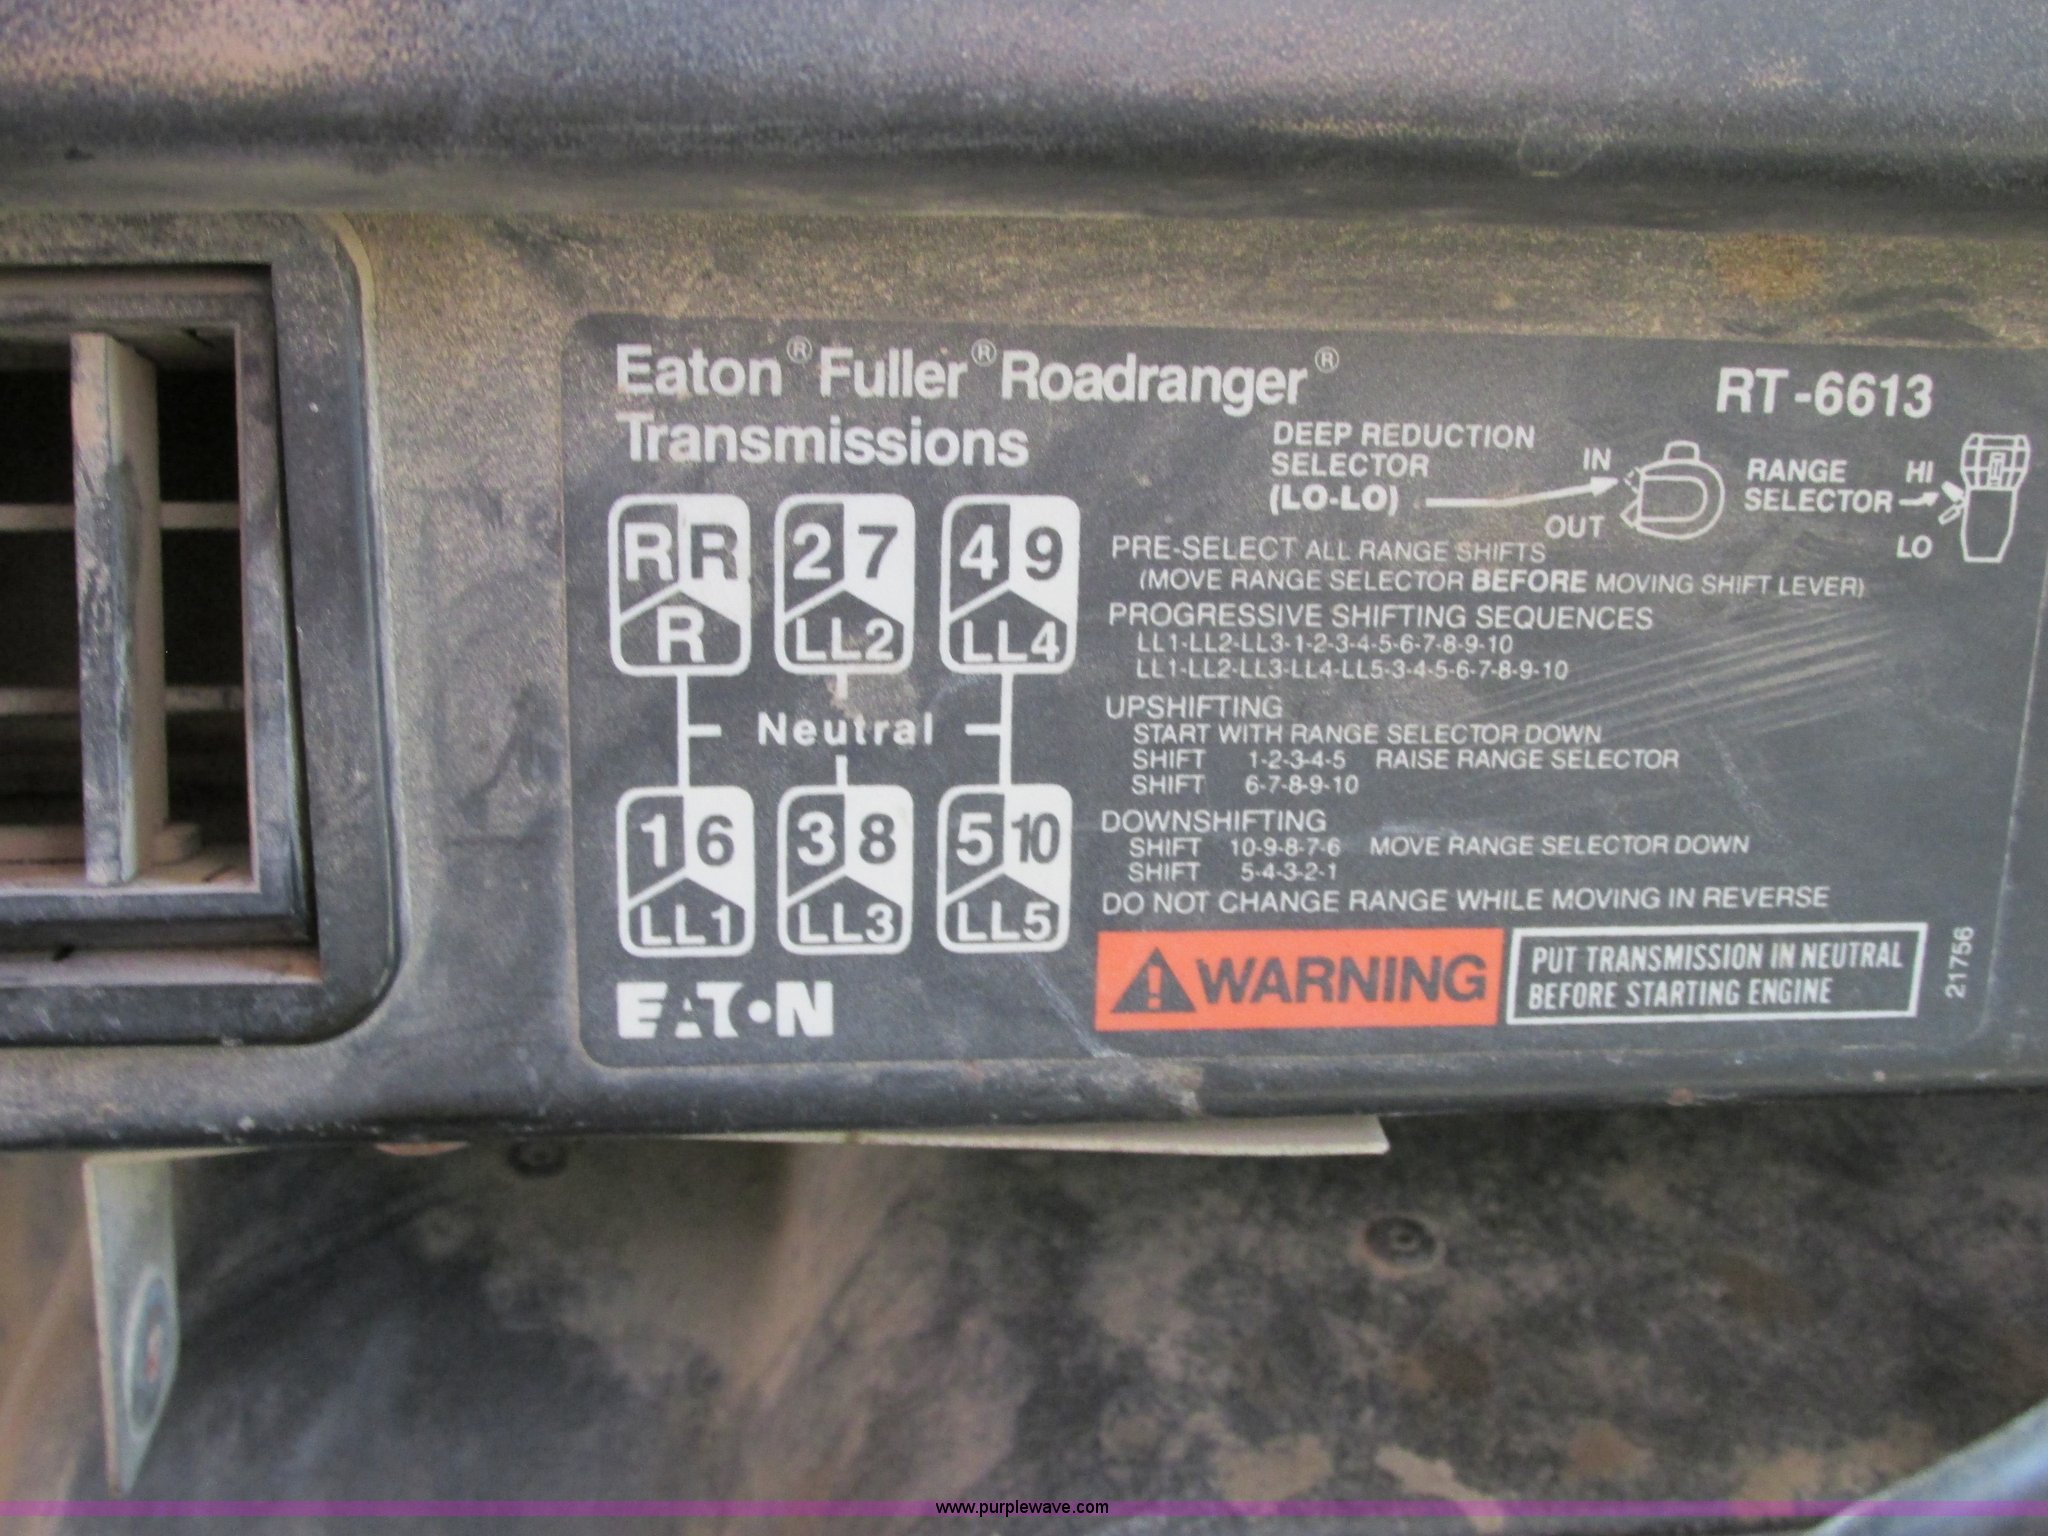 Eaton® Fuller® Roadranger®
Transmissions
RT-6613
DEEP REDUCTION
SELECTOR
(LO-LO)
IN
OUT
RANGE
SELECTOR
HI
LO
R R
R
2 7
LL2
4 9
LL4
Neutral
1 6
LL1
3 8
LL3
5 10
LL5
EATON
PRE-SELECT ALL RANGE SHIFTS
(MOVE RANGE SELECTOR BEFORE MOVING SHIFT LEVER)
PROGRESSIVE SHIFTING SEQUENCES
LL1-LL2-LL3-1-2-3-4-5-6-7-8-9-10
LL1-LL2-LL3-LL4-LL5-3-4-5-6-7-8-9-10
UPSHIFTING
START WITH RANGE SELECTOR DOWN
SHIFT 1-2-3-4-5 RAISE RANGE SELECTOR
SHIFT 6-7-8-9-10
DOWNSHIFTING
SHIFT 10-9-8-7-6 MOVE RANGE SELECTOR DOWN
SHIFT 5-4-3-2-1
DO NOT CHANGE RANGE WHILE MOVING IN REVERSE
WARNING
PUT TRANSMISSION IN NEUTRAL
BEFORE STARTING ENGINE
21756
www.purplewave.com